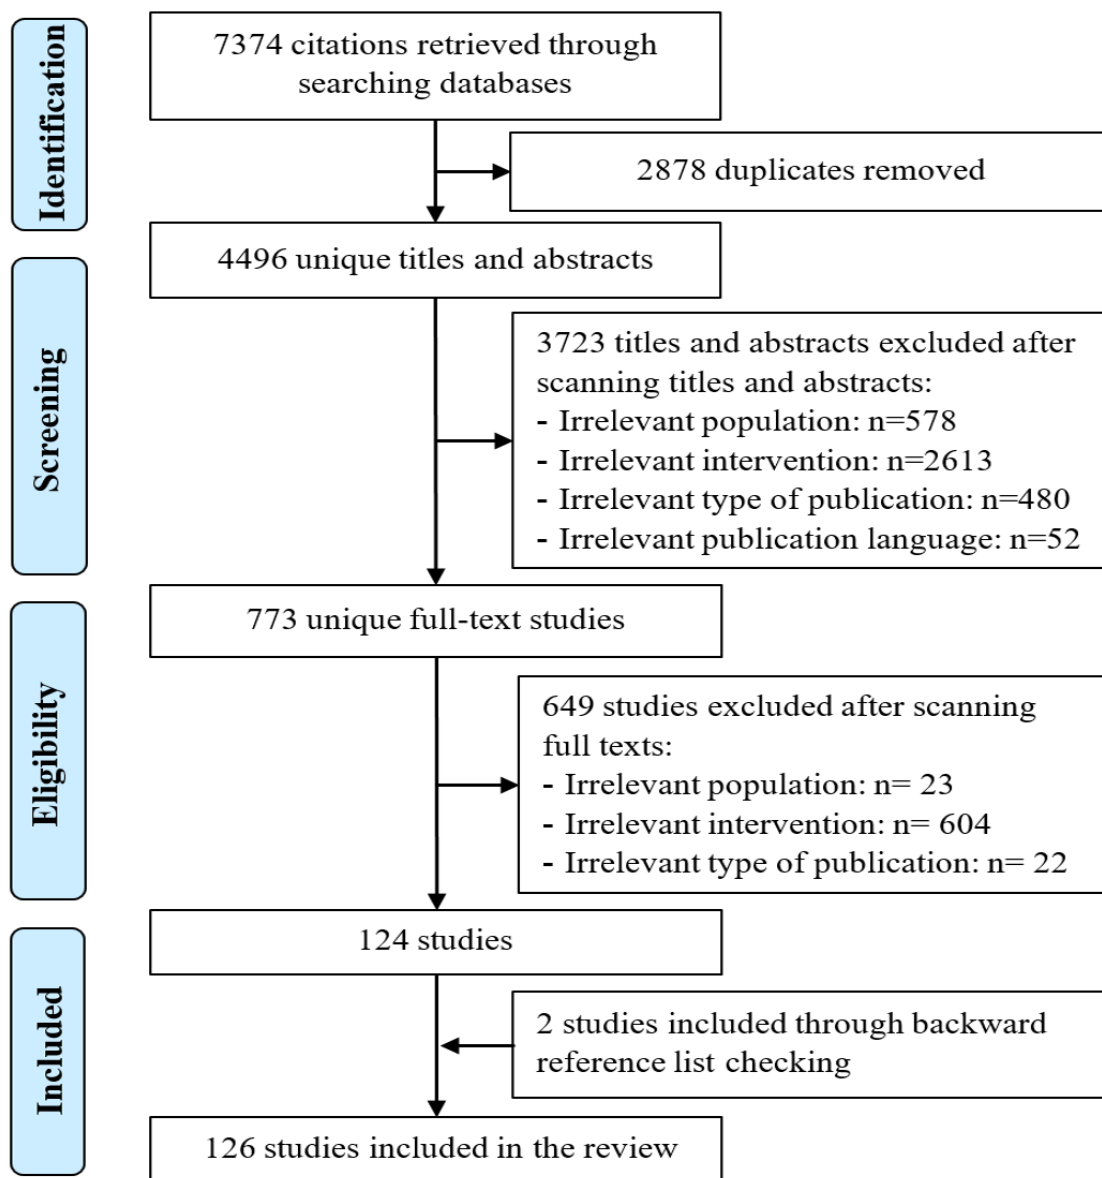 Identification
7374 citations retrieved through
searching databases
2878 duplicates removed
4496 unique titles and abstracts
Screening
3723 titles and abstracts excluded after
scanning titles and abstracts:
- Irrelevant population: n=578
- Irrelevant intervention: n=2613
- Irrelevant type of publication: n=480
- Irrelevant publication language: n=52
773 unique full-text studies
Eligibility
649 studies excluded after scanning
full texts:
- Irrelevant population: n= 23
- Irrelevant intervention: n= 604
- Irrelevant type of publication: n= 22
124 studies
Included
2 studies included through backward
reference list checking
126 studies included in the review